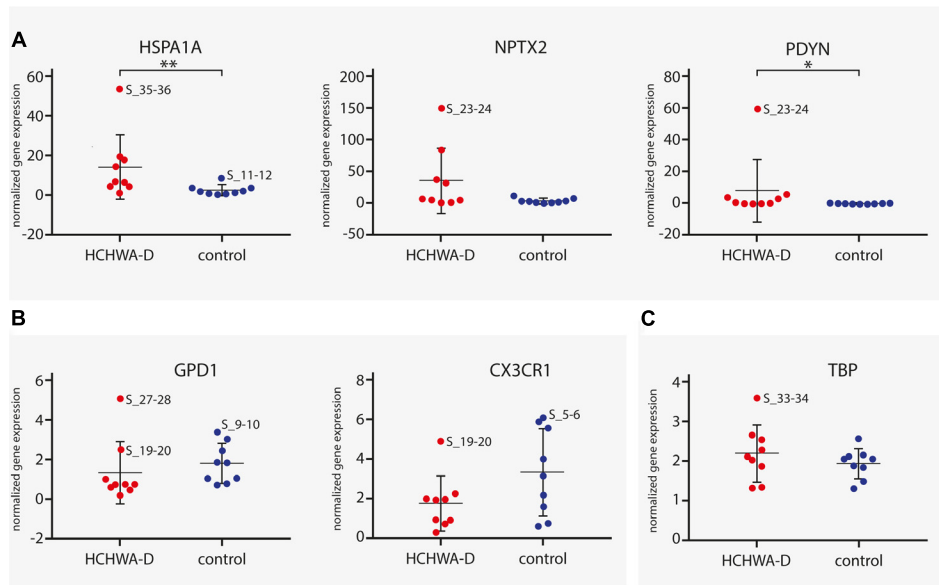 A
HSPA1A
NPTX2
PDYN
normalized gene expression
60
40
20
0
-20
**
S_35-36
S_11-12
HCHWA-D
control
normalized gene expression
200
150
100
50
0
-50
S_23-24
HCHWA-D
control
normalized gene expression
80
60
40
20
0
-20
*
S_23-24
HCHWA-D
control
B
GPD1
normalized gene expression
6
4
2
0
-2
S_27-28
S_19-20
S_9-10
HCHWA-D
control
CX3CR1
normalized gene expression
8
6
4
2
0
S_19-20
S_5-6
HCHWA-D
control
C
TBP
normalized gene expression
4
3
2
1
0
S_33-34
HCHWA-D
control